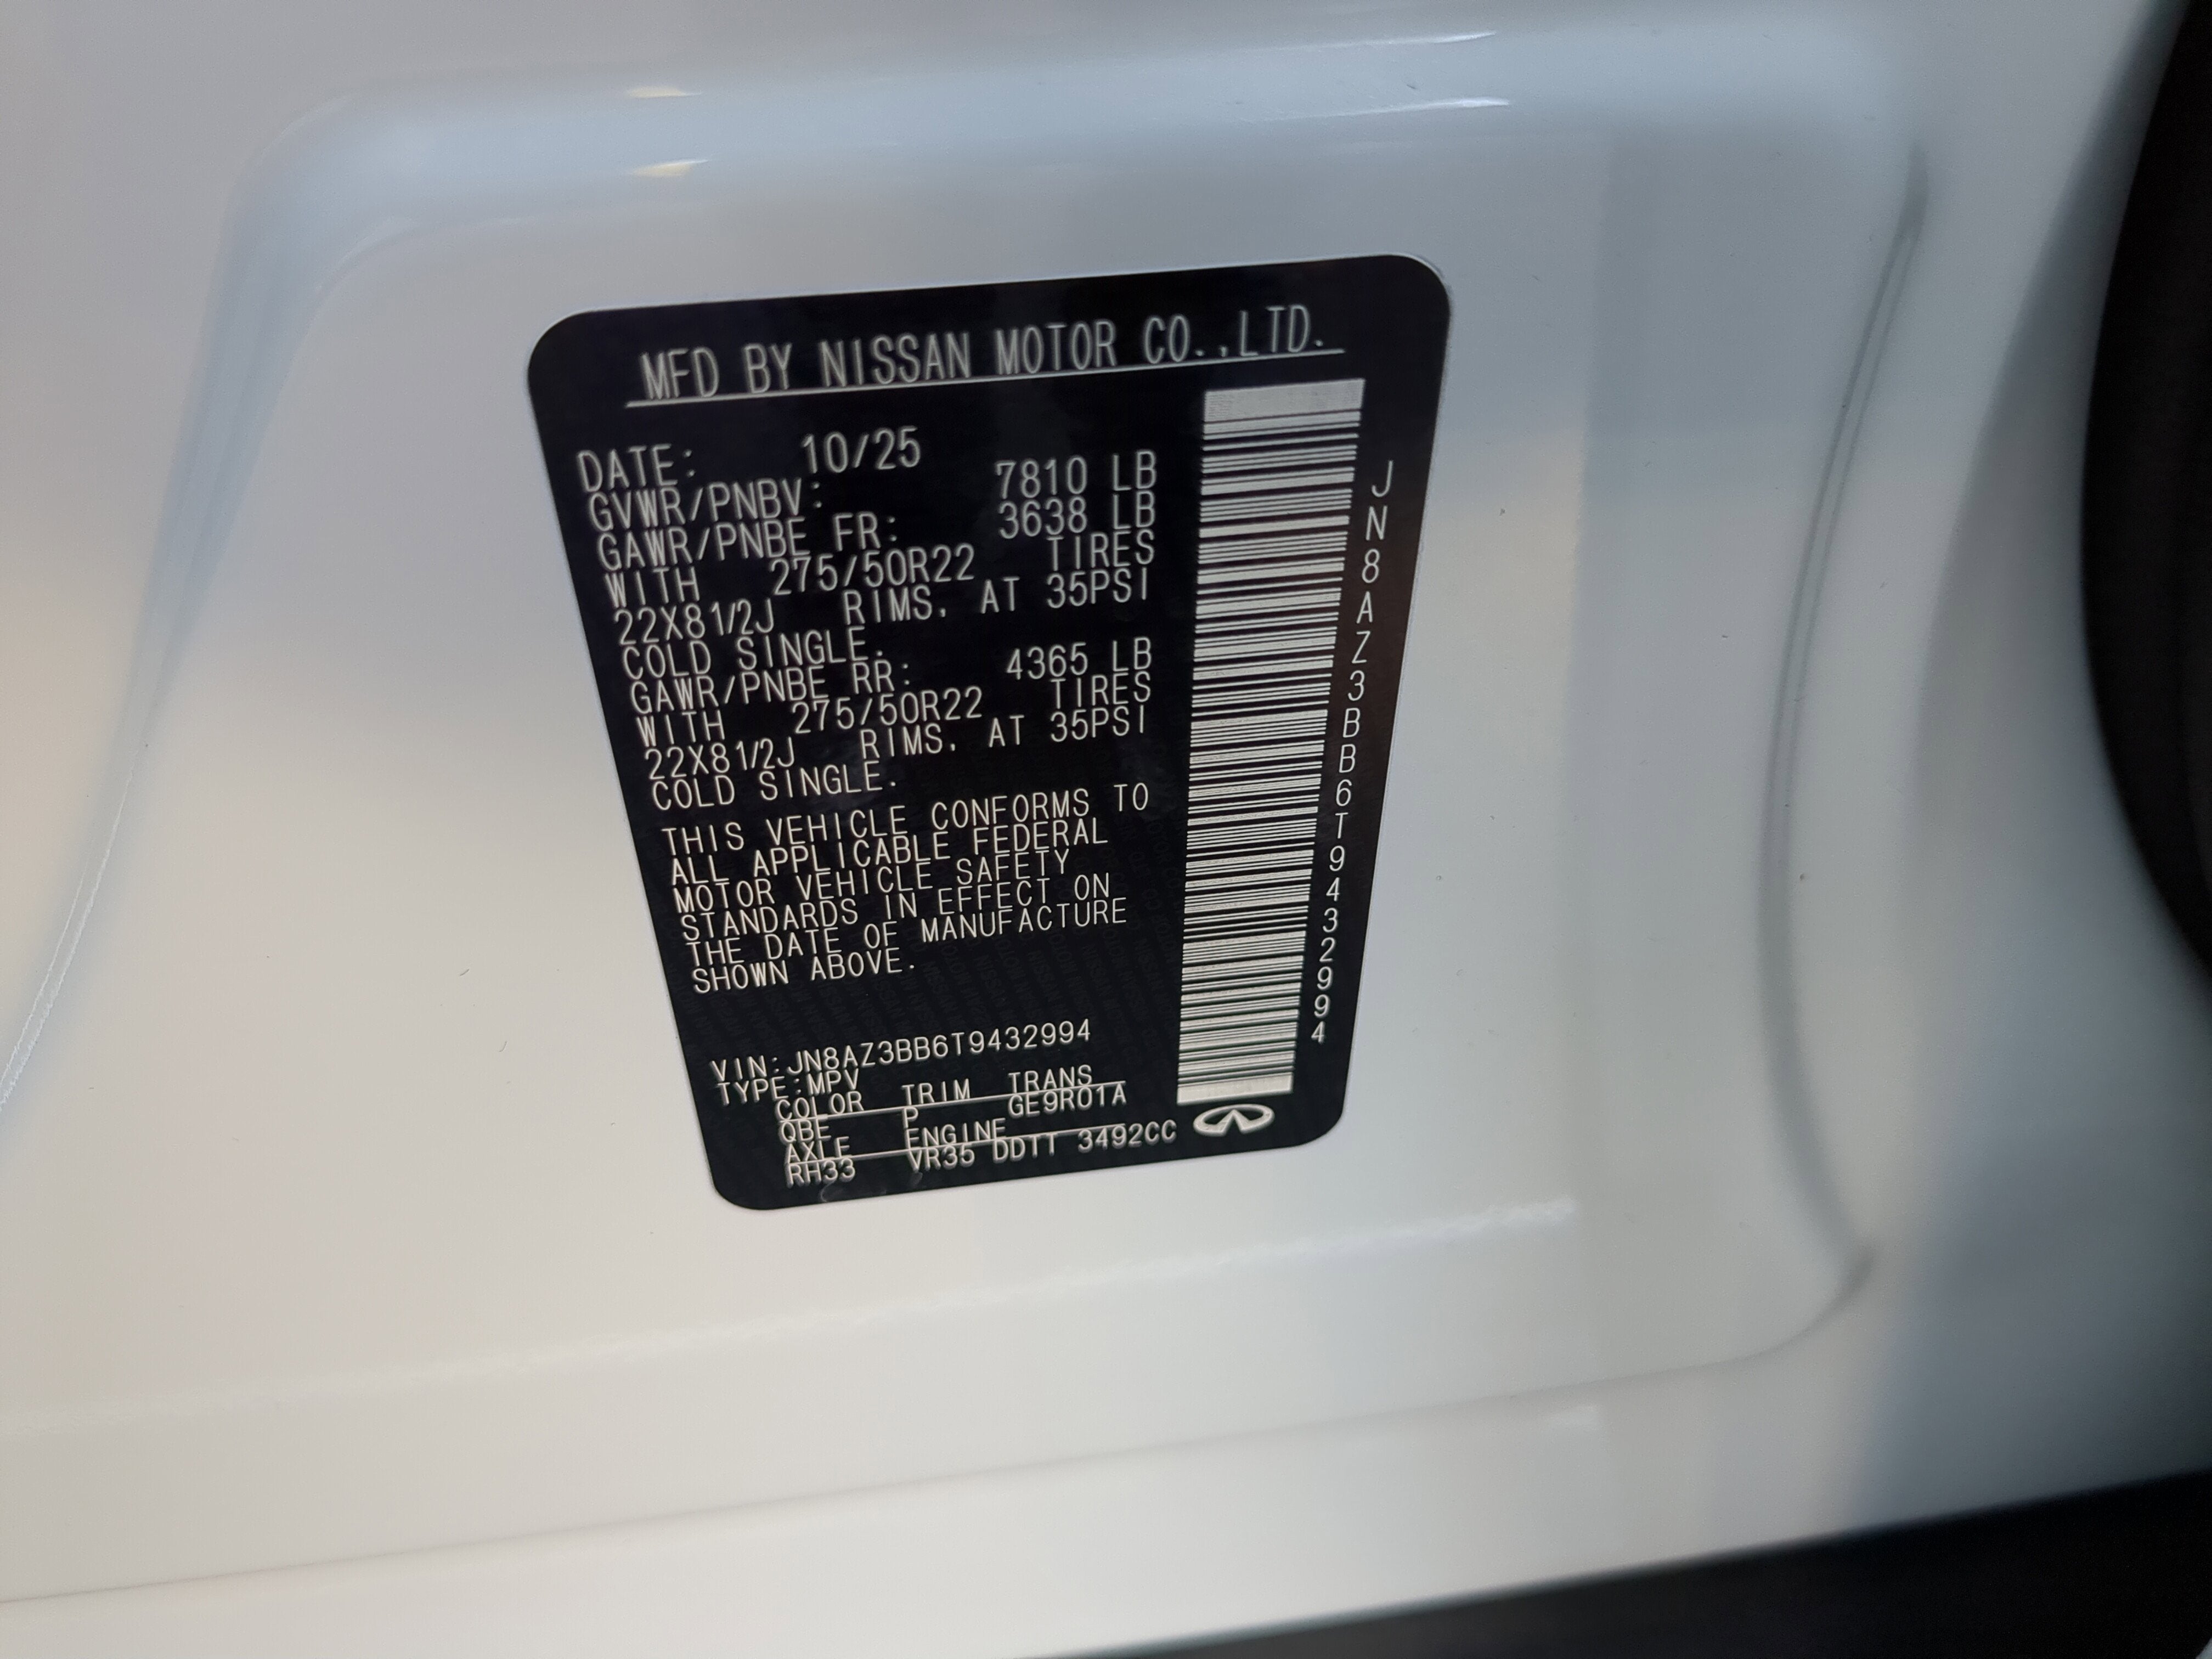 MFD BY NISSAN MOTOR CO.,LTD.
DATE: 10/25
GVWR/PNBV: 7810 LB
GAWR/PNBE FR: 3638 LB
WITH 275/50R22 TIRES
22X81/2J RIMS. AT 35PSI
COLD SINGLE.
GAWR/PNBE RR: 4365 LB
WITH 275/50R22 TIRES
22X81/2J RIMS. AT 35PSI
COLD SINGLE.
THIS VEHICLE CONFORMS TO
ALL APPLICABLE FEDERAL
MOTOR VEHICLE SAFETY
STANDARDS IN EFFECT ON
THE DATE OF MANUFACTURE
SHOWN ABOVE.
VIN:JN8AZ3BB6T9432994
TYPE:MPV
COLOR TRIM TRANS
QBE P GE9R01A
AXLE ENGINE
RH33 VR35 DDTT 3492CC
JN8AZ3BB6T9432994